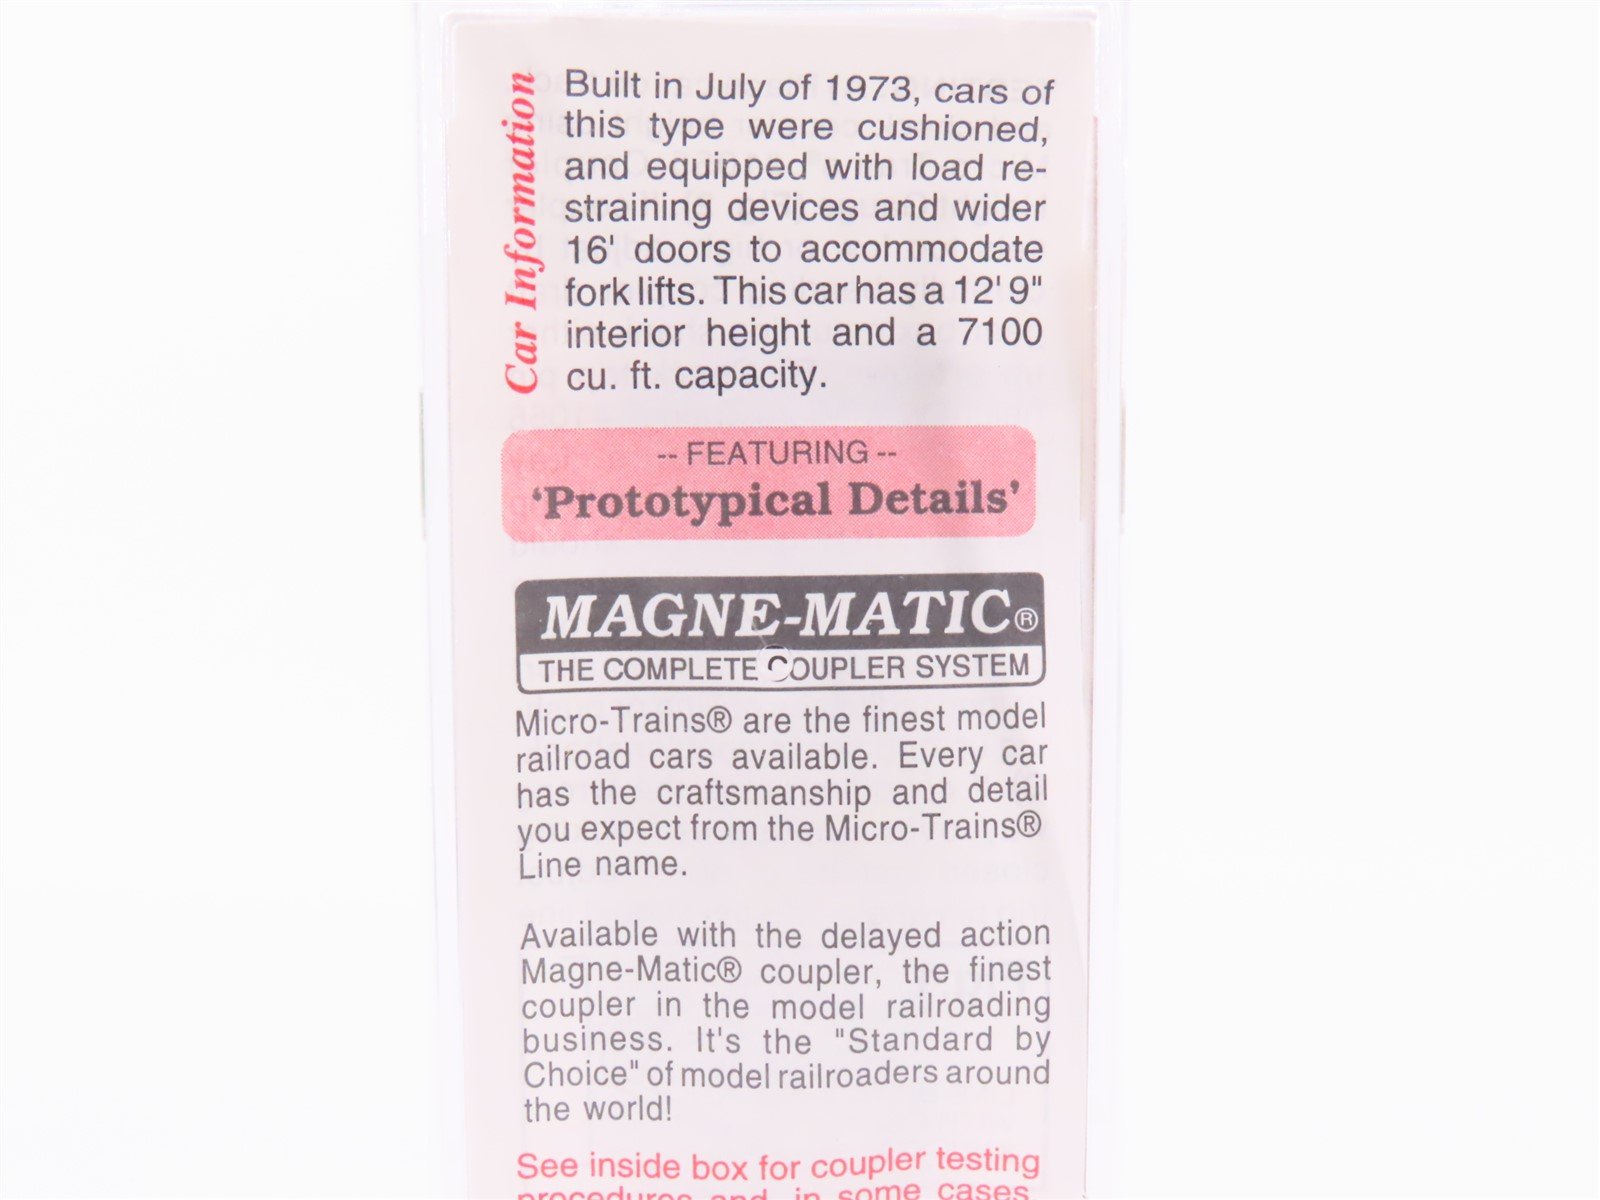 Car Information
Built in July of 1973, cars of
this type were cushioned,
and equipped with load re-
straining devices and wider
16' doors to accommodate
fork lifts. This car has a 12' 9"
interior height and a 7100
cu. ft. capacity.
-- FEATURING --
‘Prototypical Details’
MAGNE-MATIC®
THE COMPLETE COUPLER SYSTEM
Micro-Trains® are the finest model
railroad cars available. Every car
has the craftsmanship and detail
you expect from the Micro-Trains®
Line name.
Available with the delayed action
Magne-Matic® coupler, the finest
coupler in the model railroading
business. It's the "Standard by
Choice" of model railroaders around
the world!
See inside box for coupler testing
procedures and, in some cases,